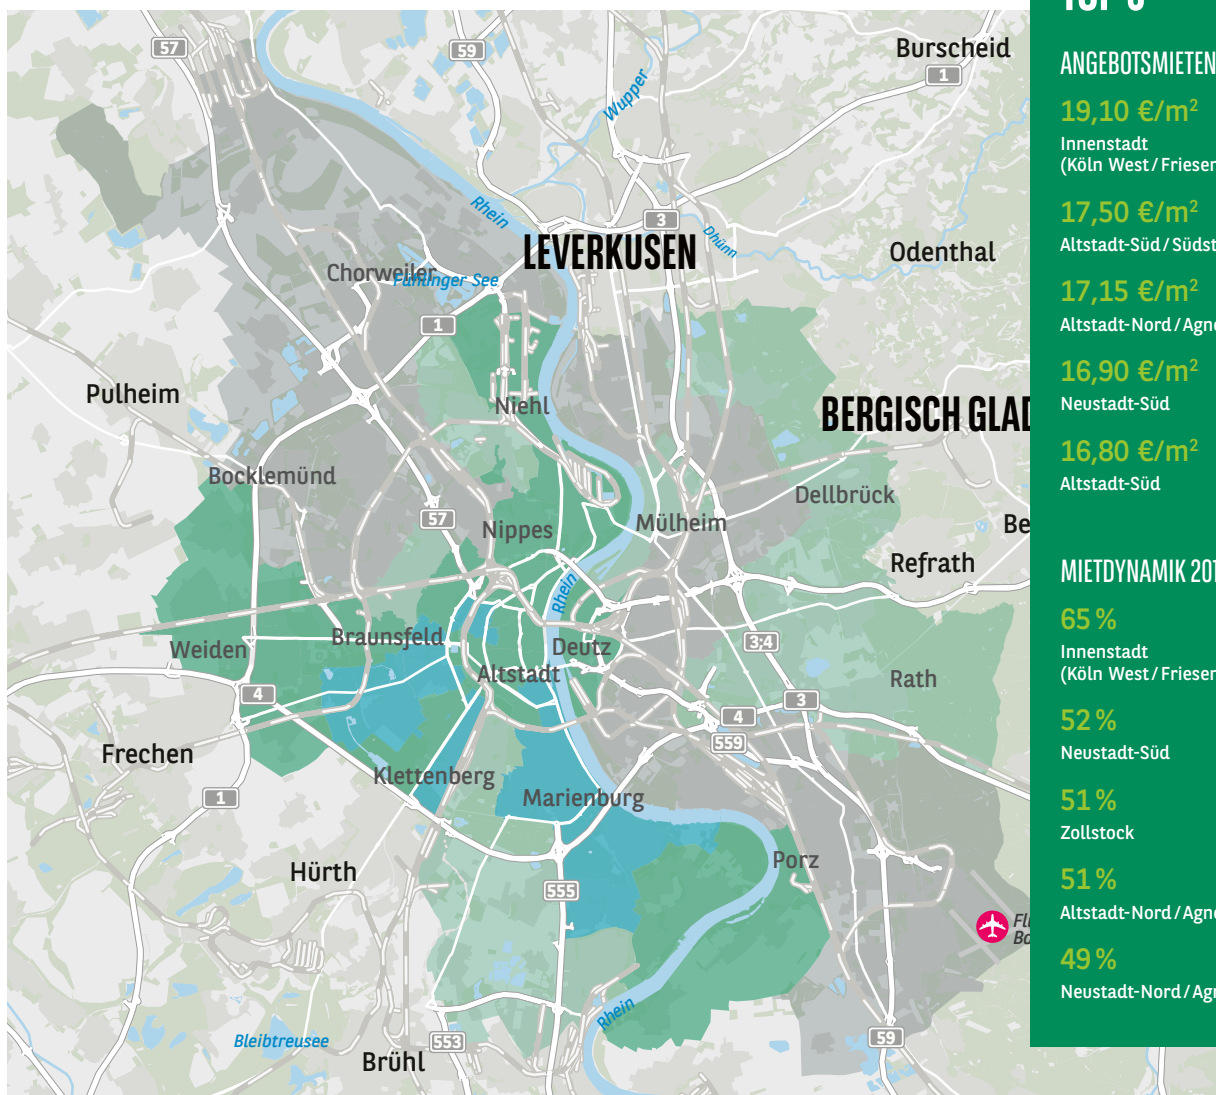 57
59
Burscheid
1
Wupper
Rhein
3
Dhünn
LEVERKUSEN
Odenthal
Chorweiler
Fühlinger See
1
Pulheim
Niehl
BERGISCH GLAD
Bocklemünd
Dellbrück
57
Nippes
Mülheim
Be
Refrath
Rhein
Braunsfeld
Weiden
Deutz
3;4
Altstadt
Rath
4
3
4
559
Frechen
Klettenberg
Marienburg
1
Porz
Hürth
555
Flu
Bo
Rhein
Bleibtreusee
553
59
Brühl
ANGEBOTSMIETEN
19,10 €/m²
Innenstadt
(Köln West / Friesen
17,50 €/m²
Altstadt-Süd / Südst
17,15 €/m²
Altstadt-Nord / Agne
16,90 €/m²
Neustadt-Süd
16,80 €/m²
Altstadt-Süd
MIETDYNAMIK 201
65 %
Innenstadt
(Köln West / Friesen
52 %
Neustadt-Süd
51 %
Zollstock
51 %
Altstadt-Nord / Agne
49 %
Neustadt-Nord / Agn